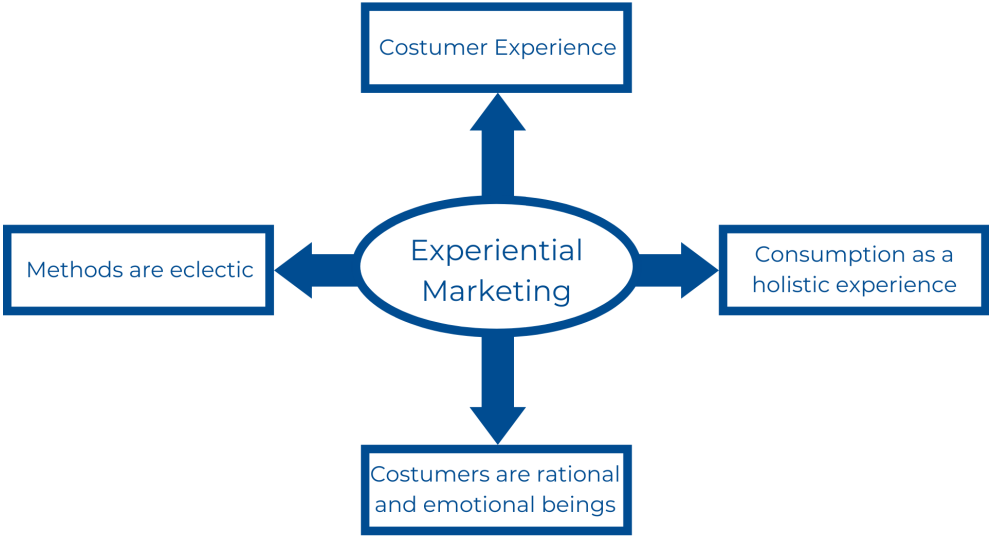 Costumer Experience
Methods are eclectic
Experiential
Marketing
Consumption as a
holistic experience
Costumers are rational
and emotional beings